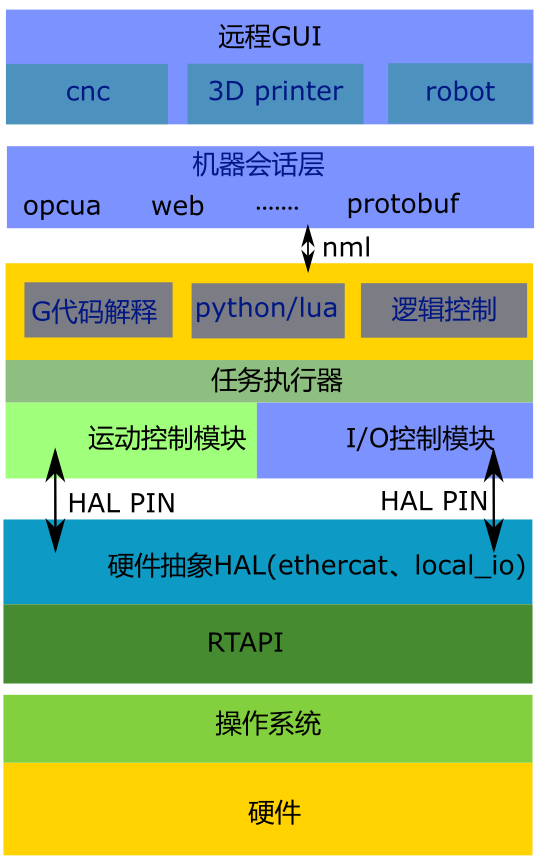 远程GUI
cnc 3D printer robot
机器会话层
opcua web ....... protobuf
nml
G代码解释 python/lua 逻辑控制
任务执行器
运动控制模块 I/O控制模块
HAL PIN HAL PIN
硬件抽象HAL(ethercat、local_io)
RTAPI
操作系统
硬件